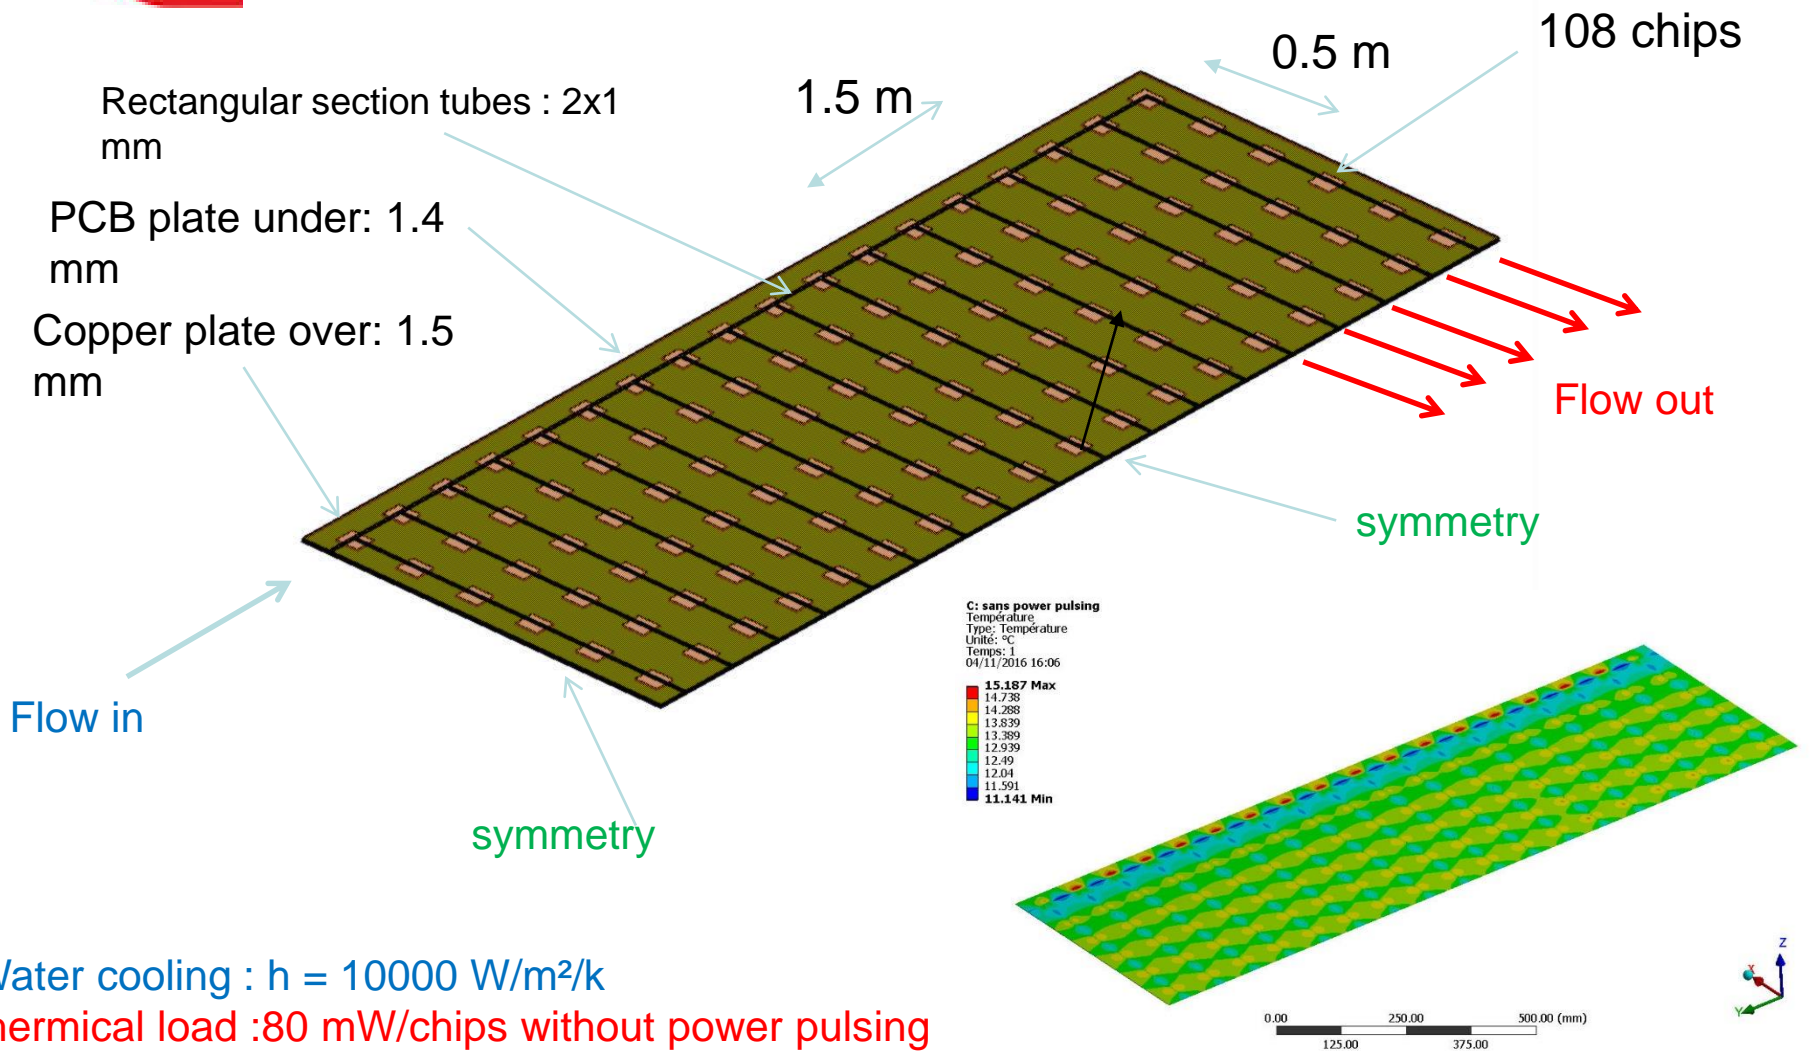 108 chips
0.5 m
1.5 m
Rectangular section tubes : 2x1
mm
PCB plate under: 1.4
mm
Copper plate over: 1.5
mm
Flow out
symmetry
Flow in
symmetry
C: sans power pulsing
Température
Type: Température
Unité: °C
Temps: 1
04/11/2016 16:06
15.187 Max
14.738
14.288
13.839
13.389
12.939
12.49
12.04
11.591
11.141 Min
Water cooling : h = 10000 W/m²/k
hermical load :80 mW/chips without power pulsing
0.00 250.00 500.00 (mm)
125.00 375.00
Z
X
Y